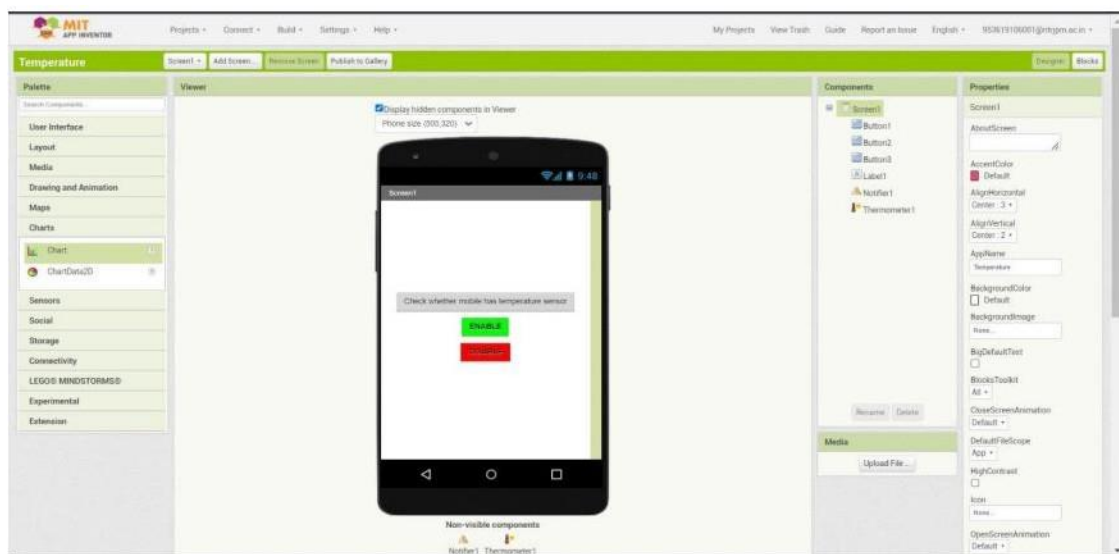 MIT
APP INVENTOR
Projects Connect Build Settings Help
My Projects View Trash Guide Report an Issue English
Temperature
Screen1 Add Screen... Remove Screen Publish to Gallery
Designer Blocks
Palette
Search Components...
User Interface
Layout
Media
Drawing and Animation
Maps
Charts
Chart
ChartData2D
Sensors
Social
Storage
Connectivity
LEGO® MINDSTORMS®
Experimental
Extension
Viewer
Display hidden components in Viewer
Phone size (505,320)
9:48
Screen1
Check whether mobile has temperature sensor
ENABLE
Non-visible components
Notifier1 Thermometer1
Components
Screen1
Button1
Button2
Button3
Label1
Notifier1
Thermometer1
Rename Delete
Media
Upload File ...
Properties
Screen1
AboutScreen
AccentColor
Default
AlignHorizontal
Center : 3
AlignVertical
Center : 2
AppName
Temperature
BackgroundColor
Default
BackgroundImage
None...
BigDefaultText
BlocksToolkit
All
CloseScreenAnimation
Default
DefaultFileScope
App
HighContrast
Icon
None...
OpenScreenAnimation
Default